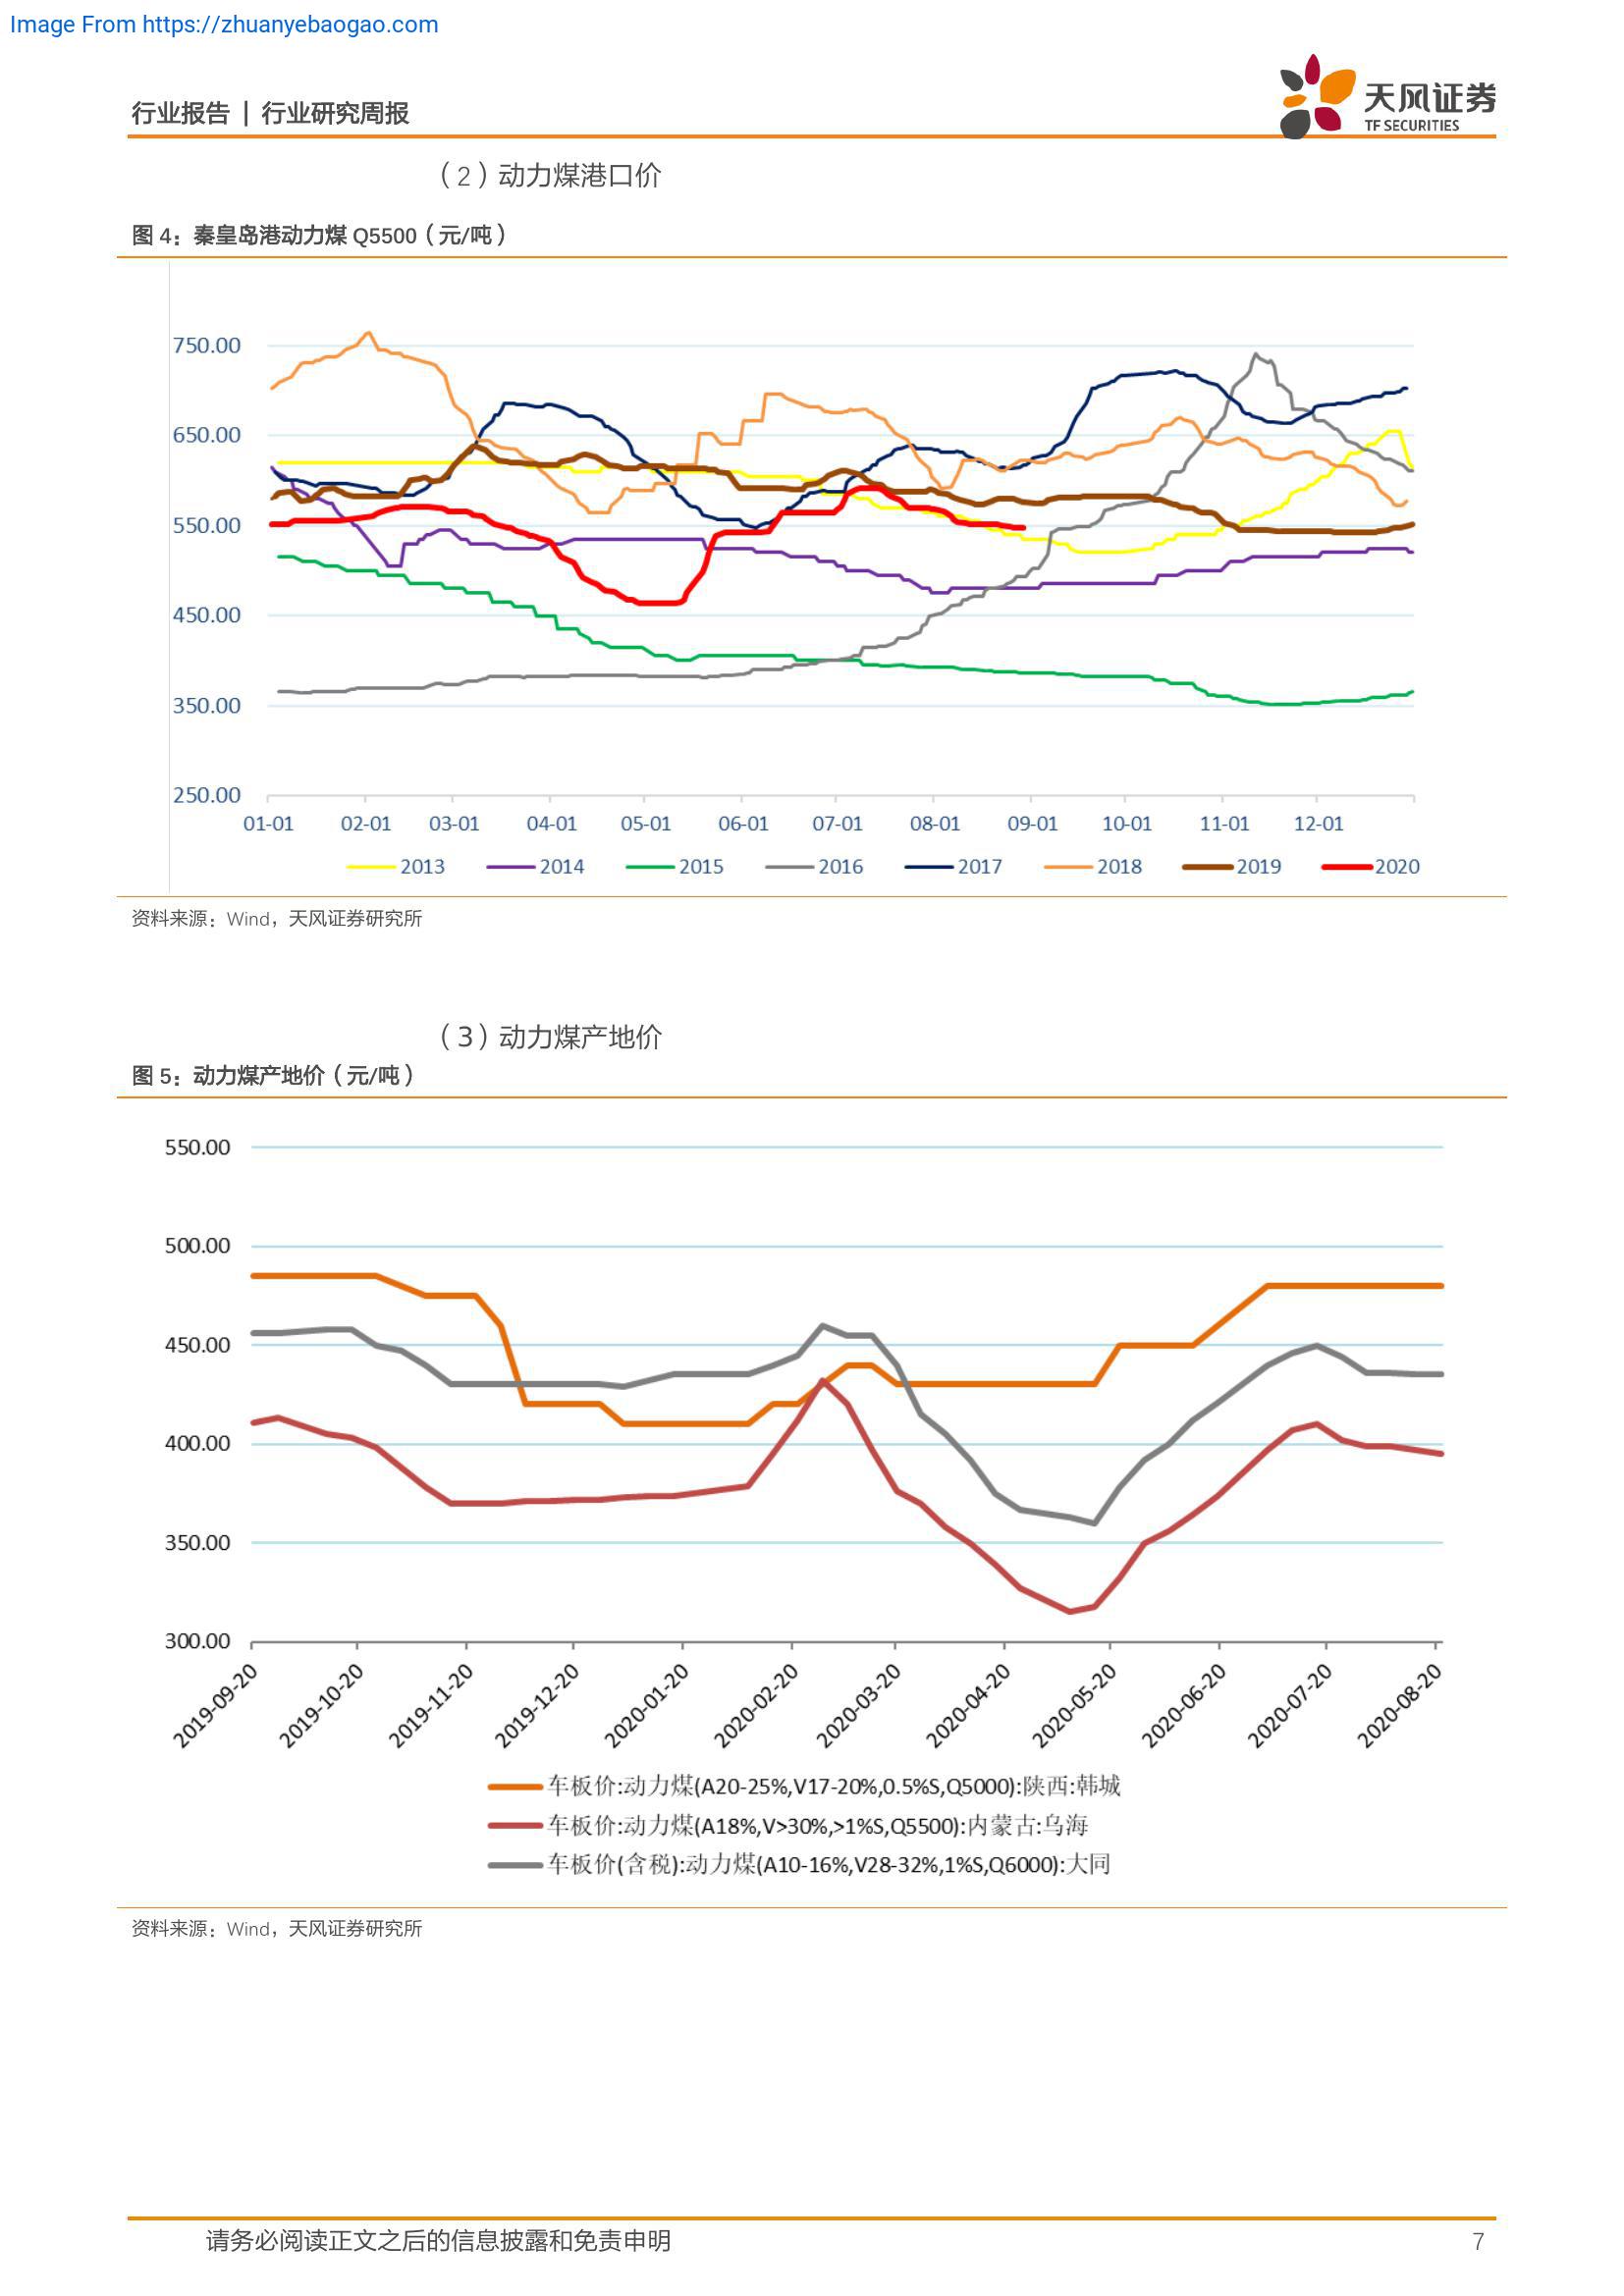 Image From https://zhuanyebaogao.com
行业报告 | 行业研究周报
天风证券
TF SECURITIES
（2）动力煤港口价
图 4：秦皇岛港动力煤 Q5500（元/吨）
750.00
650.00
550.00
450.00
350.00
250.00
01-01 02-01 03-01 04-01 05-01 06-01 07-01 08-01 09-01 10-01 11-01 12-01
2013 2014 2015 2016 2017 2018 2019 2020
资料来源：Wind，天风证券研究所
（3）动力煤产地价
图 5：动力煤产地价（元/吨）
550.00
500.00
450.00
400.00
350.00
300.00
2019-09-20 2019-10-20 2019-11-20 2019-12-20 2020-01-20 2020-02-20 2020-03-20 2020-04-20 2020-05-20 2020-06-20 2020-07-20 2020-08-20
车板价:动力煤(A20-25%,V17-20%,0.5%S,Q5000):陕西:韩城
车板价:动力煤(A18%,V>30%,>1%S,Q5500):内蒙古:乌海
车板价(含税):动力煤(A10-16%,V28-32%,1%S,Q6000):大同
资料来源：Wind，天风证券研究所
请务必阅读正文之后的信息披露和免责申明 7